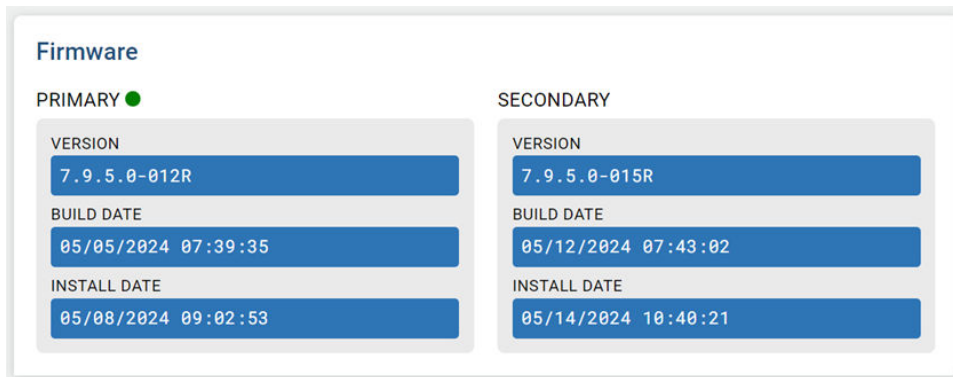 Firmware
PRIMARY
VERSION
7.9.5.0-012R
BUILD DATE
05/05/2024 07:39:35
INSTALL DATE
05/08/2024 09:02:53
SECONDARY
VERSION
7.9.5.0-015R
BUILD DATE
05/12/2024 07:43:02
INSTALL DATE
05/14/2024 10:40:21